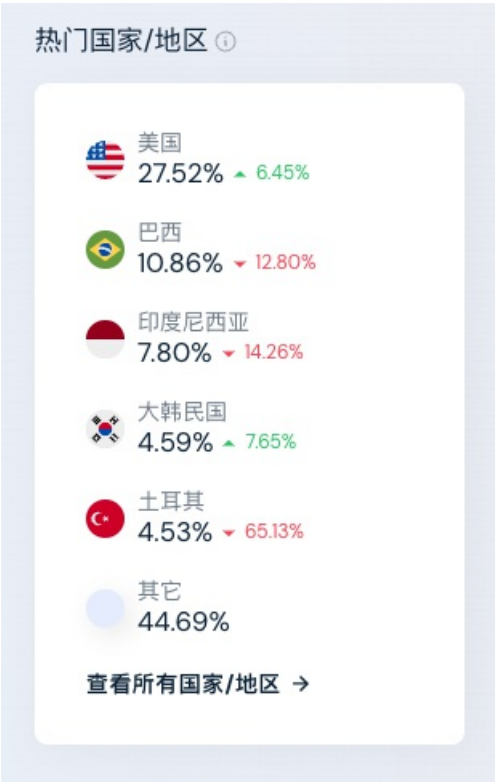 热门国家/地区
美国
27.52% ▲ 6.45%
巴西
10.86% ▼ 12.80%
印度尼西亚
7.80% ▼ 14.26%
大韩民国
4.59% ▲ 7.65%
土耳其
4.53% ▼ 65.13%
其它
44.69%
查看所有国家/地区 →